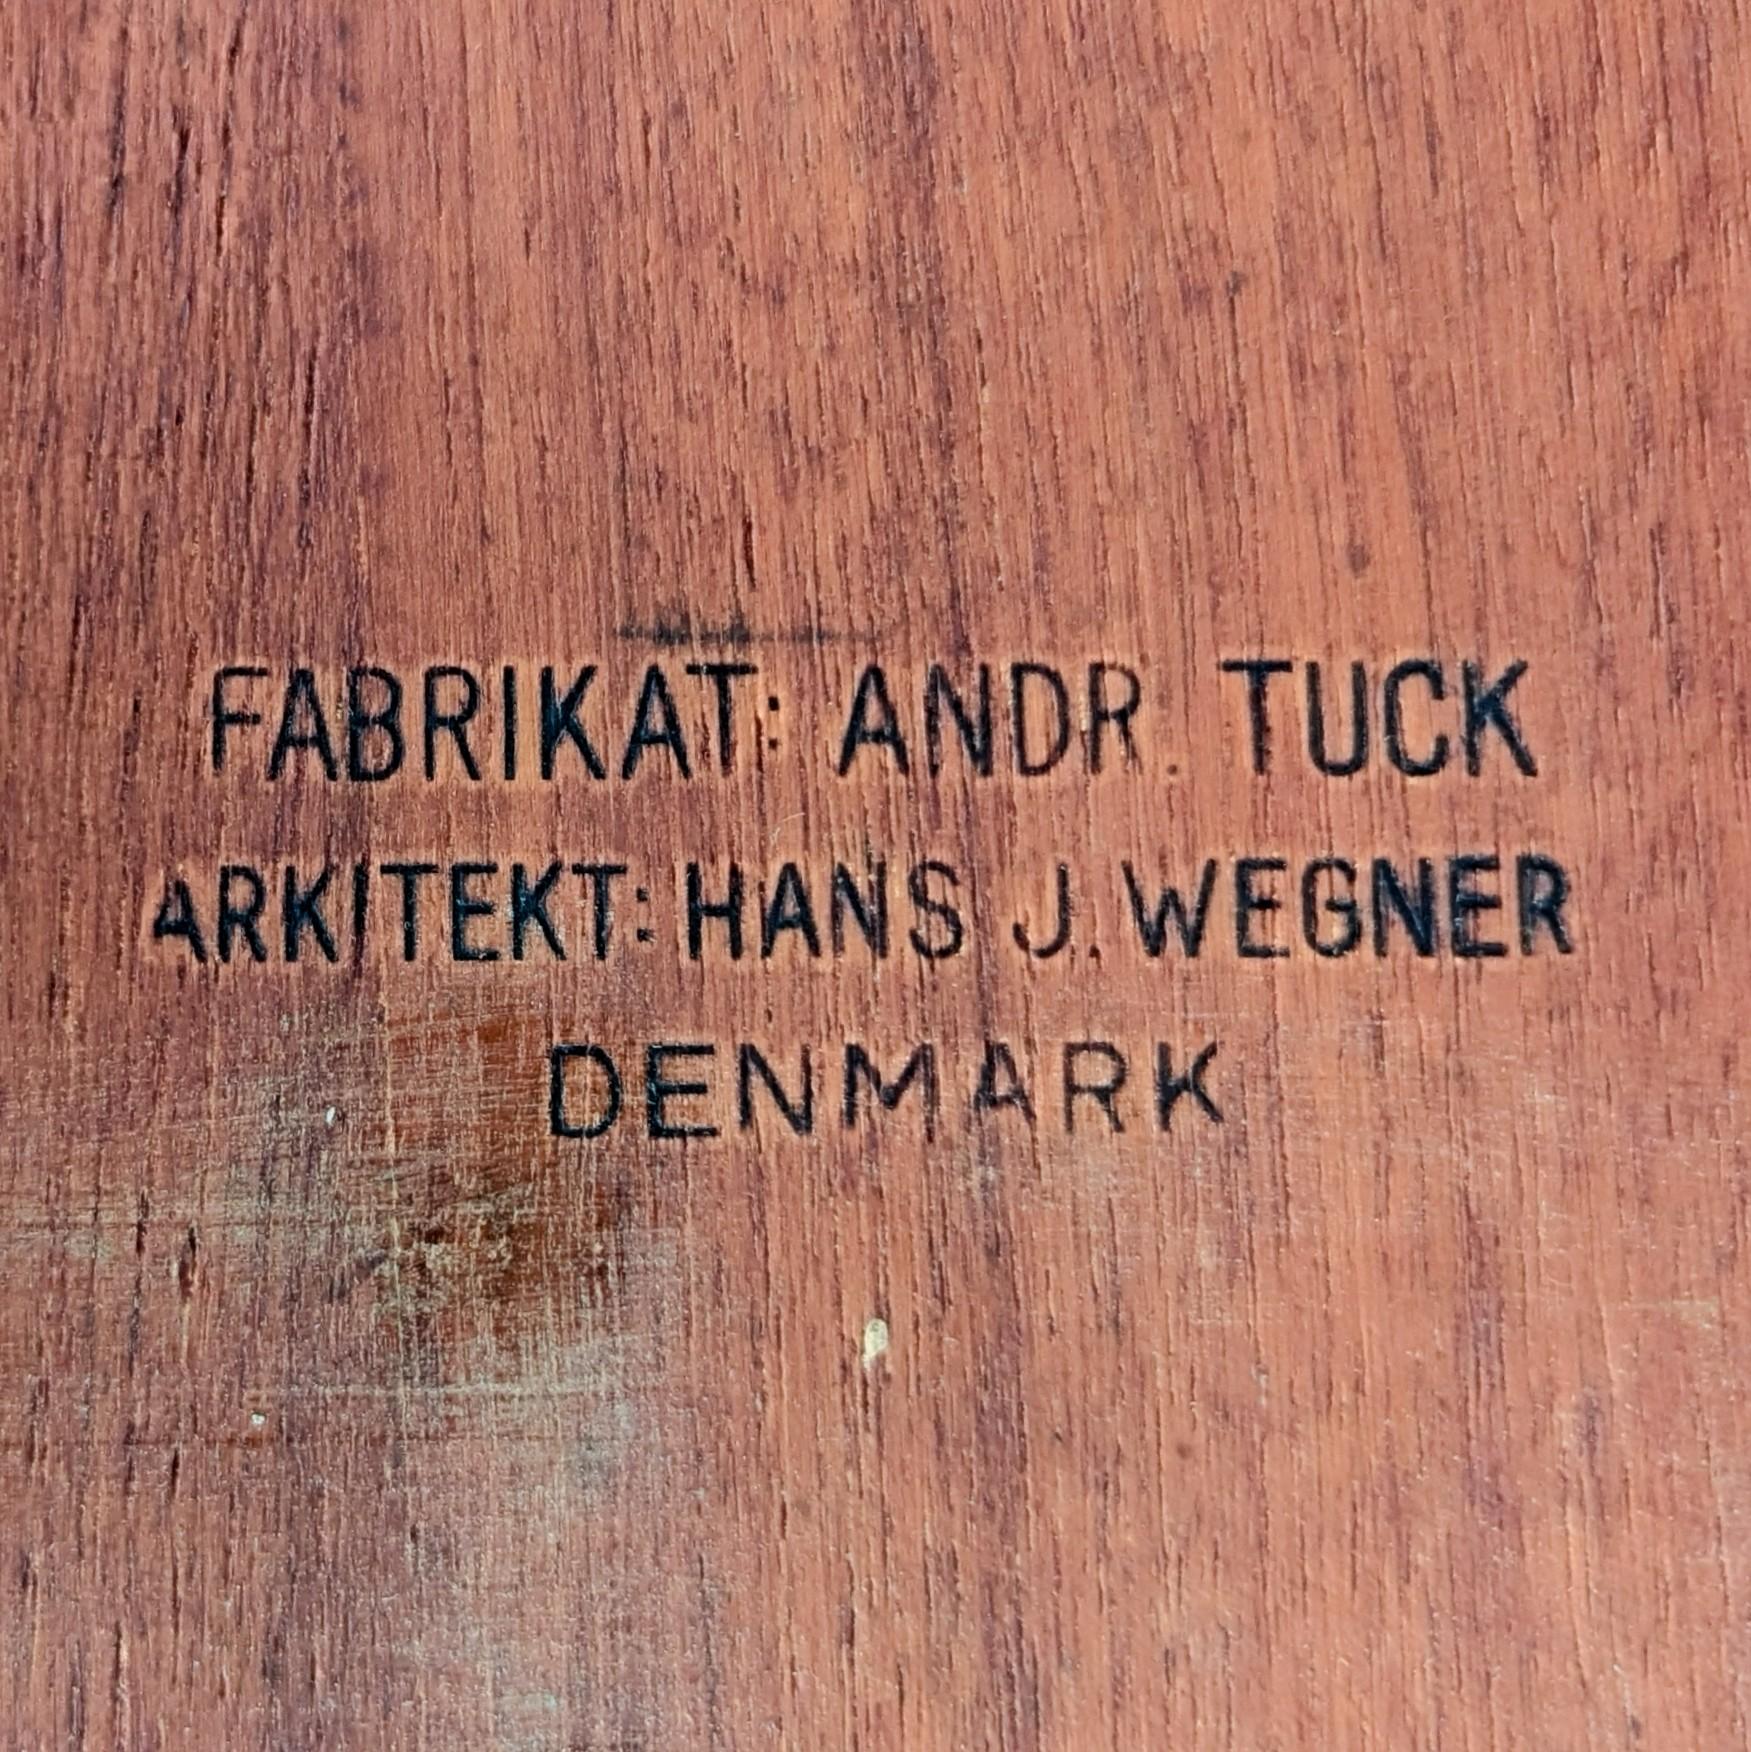 FABRIKAT: ANDR. TUCK
ARKITEKT: HANS J. WEGNER
DENMARK